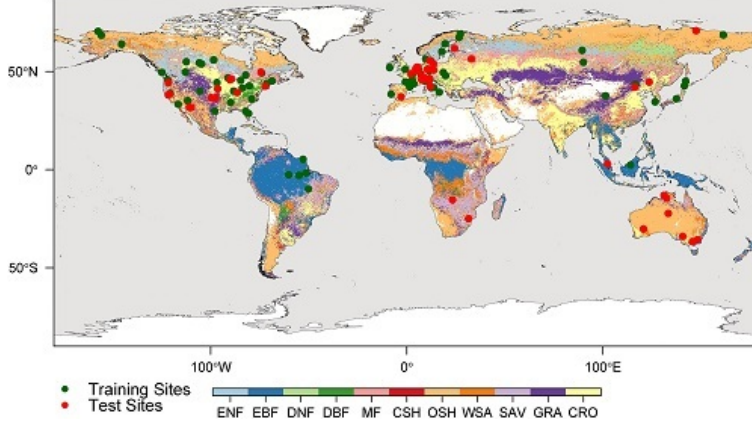 50°N
0°
50°S
100°W 0° 100°E
Training Sites
Test Sites
ENF EBF DNF DBF MF CSH OSH WSA SAV GRA CRO